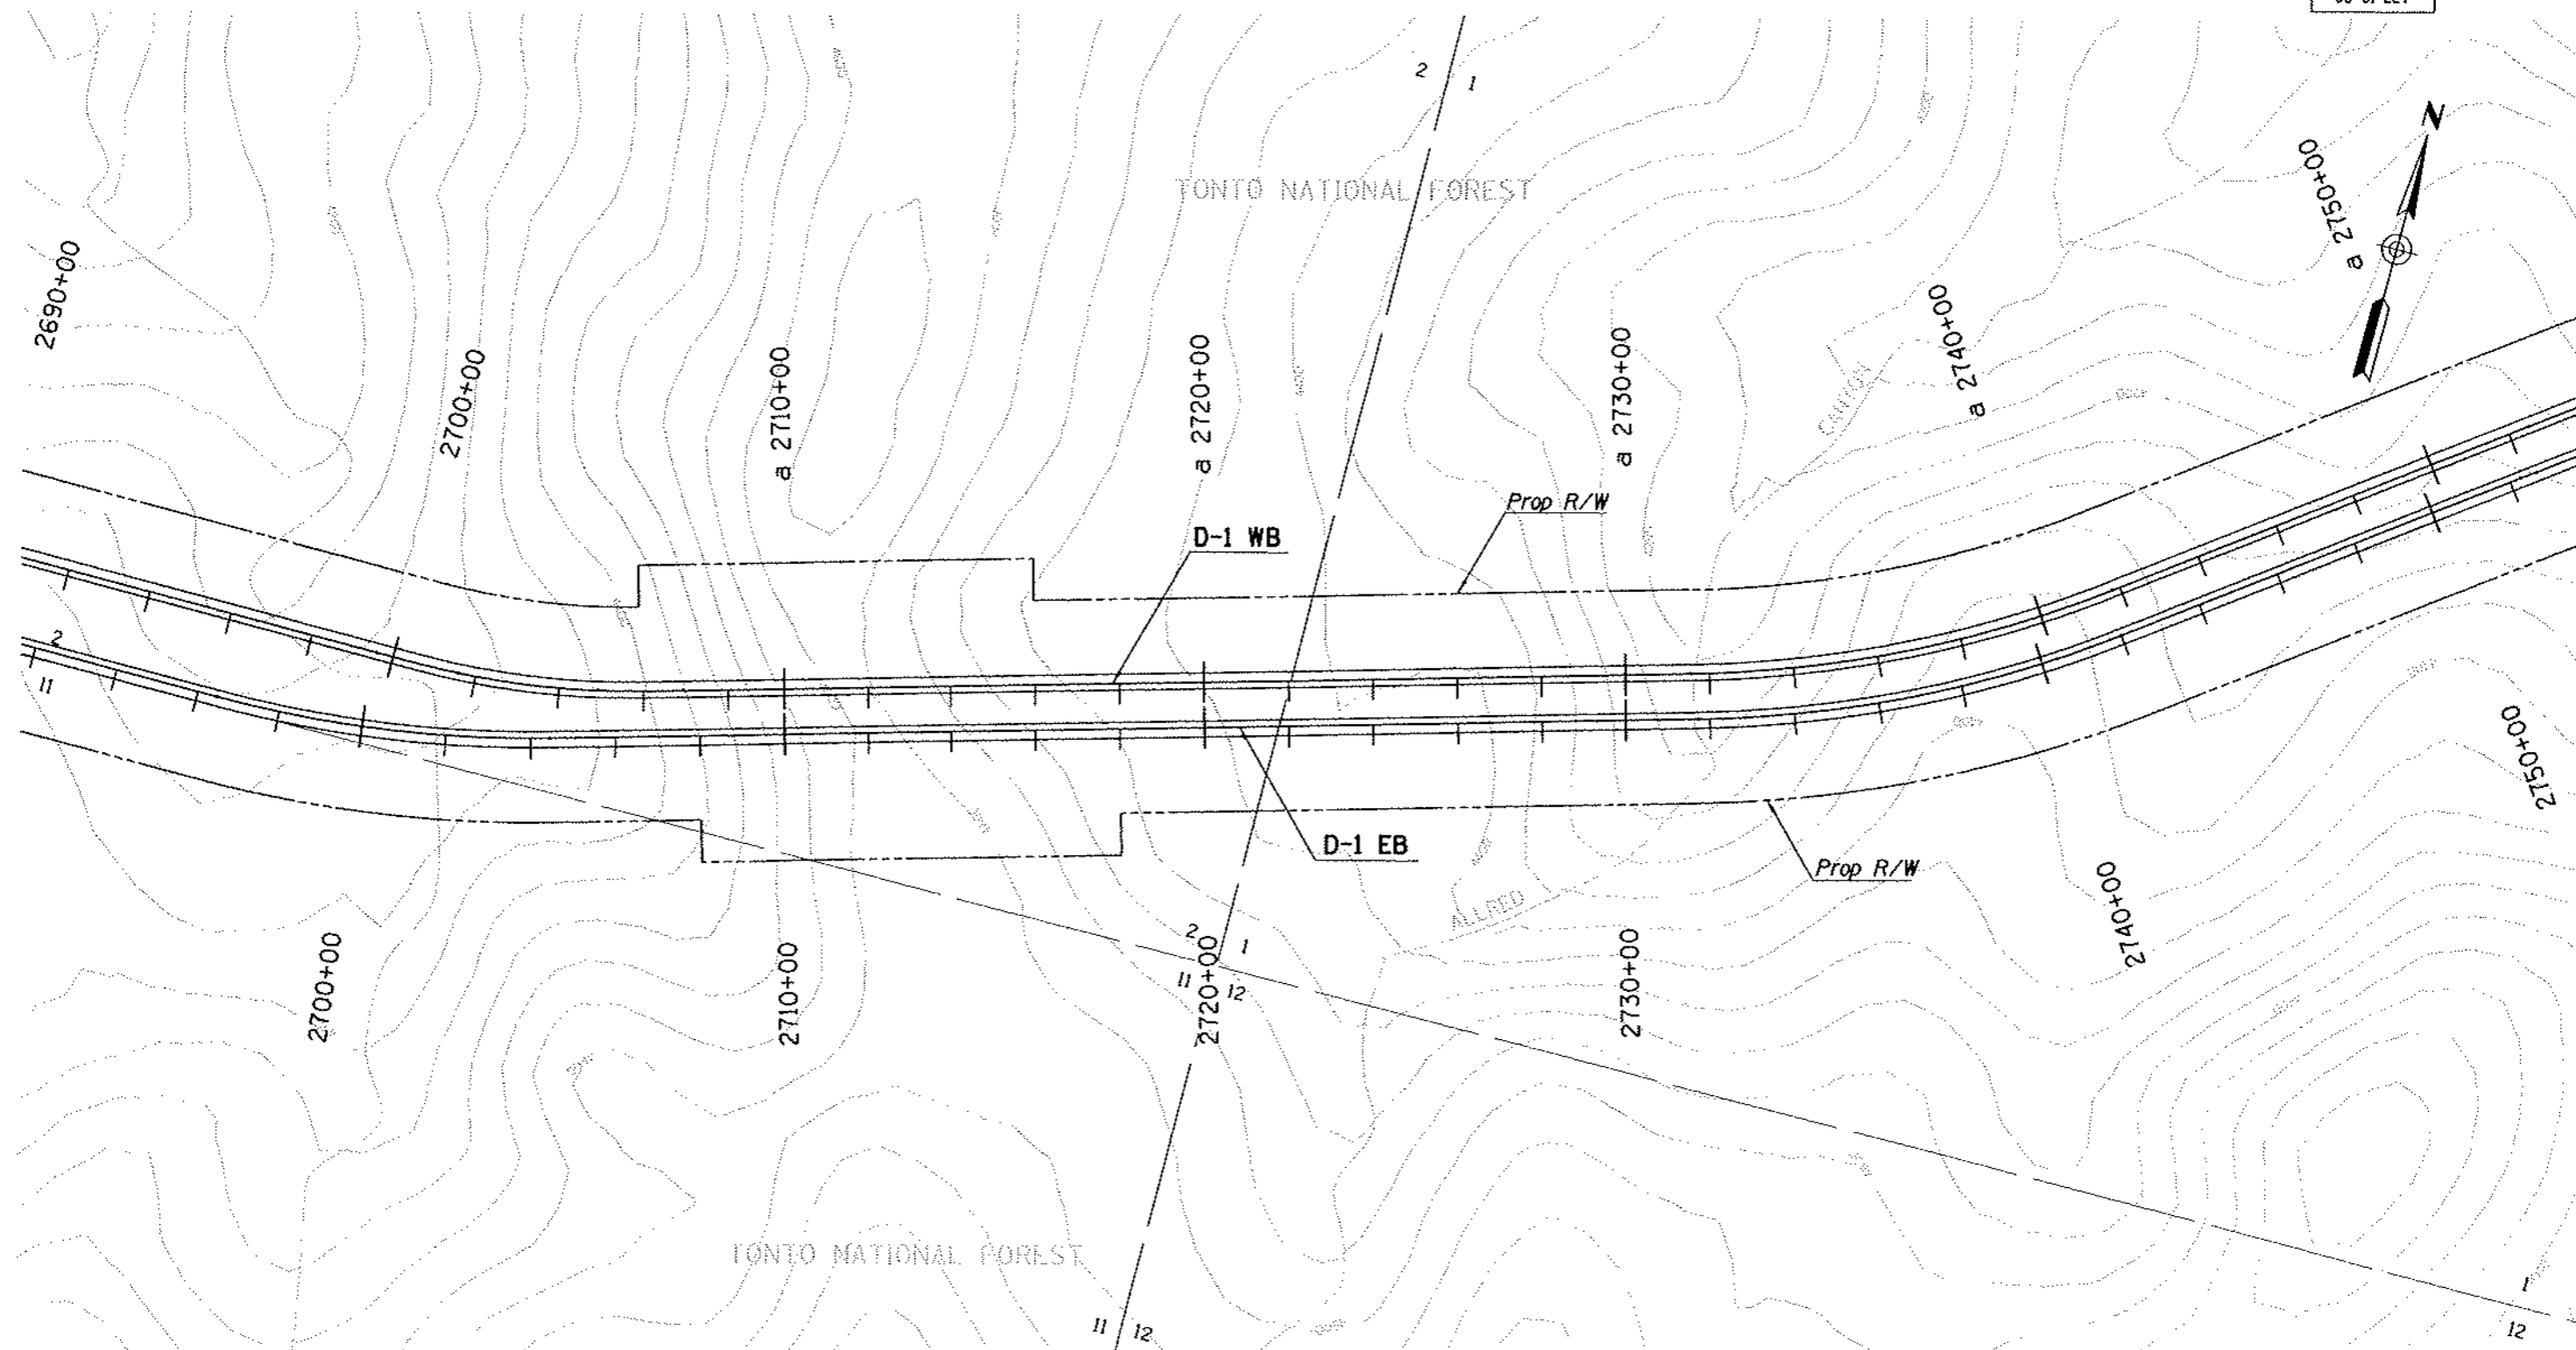 2 1
N
TONTO NATIONAL FOREST
a 2750+00
2690+00
2700+00
a 2710+00
a 2720+00
a 2730+00
a 2740+00
CANYON
Prop R/W
D-1 WB
2
11
D-1 EB
Prop R/W
ALLRED
2750+00
2740+00
2700+00
2710+00
2720+00
2730+00
2 1
11 12
TONTO NATIONAL FOREST
11 12
1
12